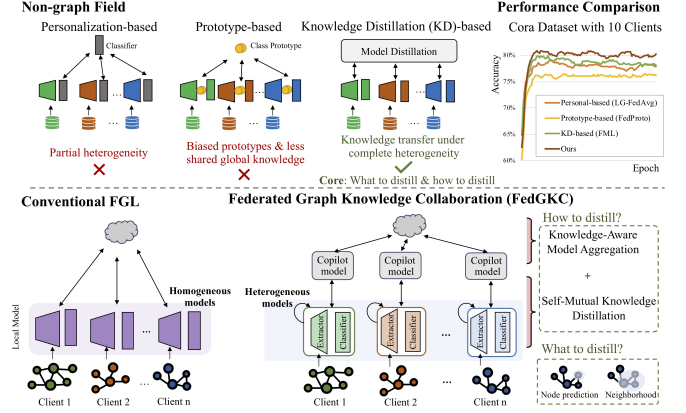 Non-graph Field
Personalization-based
Classifier
...
Partial heterogeneity
Prototype-based
Class Prototype
...
Biased prototypes & less
shared global knowledge
Knowledge Distillation (KD)-based
Model Distillation
...
Knowledge transfer under
complete heterogeneity
Core: What to distill & how to distill
Performance Comparison
Cora Dataset with 10 Clients
Accuracy
80%
75%
70%
65%
60%
Personal-based (LG-FedAvg)
Prototype-based (FedProto)
KD-based (FML)
Ours
Epoch
Conventional FGL
Homogeneous
models
Local Model
...
Client 1
Client 2
...
Client n
Federated Graph Knowledge Collaboration (FedGKC)
Copilot
model
Copilot
model
Copilot
model
Heterogeneous
models
Extractor
Classifier
Extractor
Classifier
...
Extractor
Classifier
Client 1
Client 2
...
Client n
How to distill?
Knowledge-Aware
Model Aggregation
+
Self-Mutual Knowledge
Distillation
What to distill?
Node prediction
Neighborhood